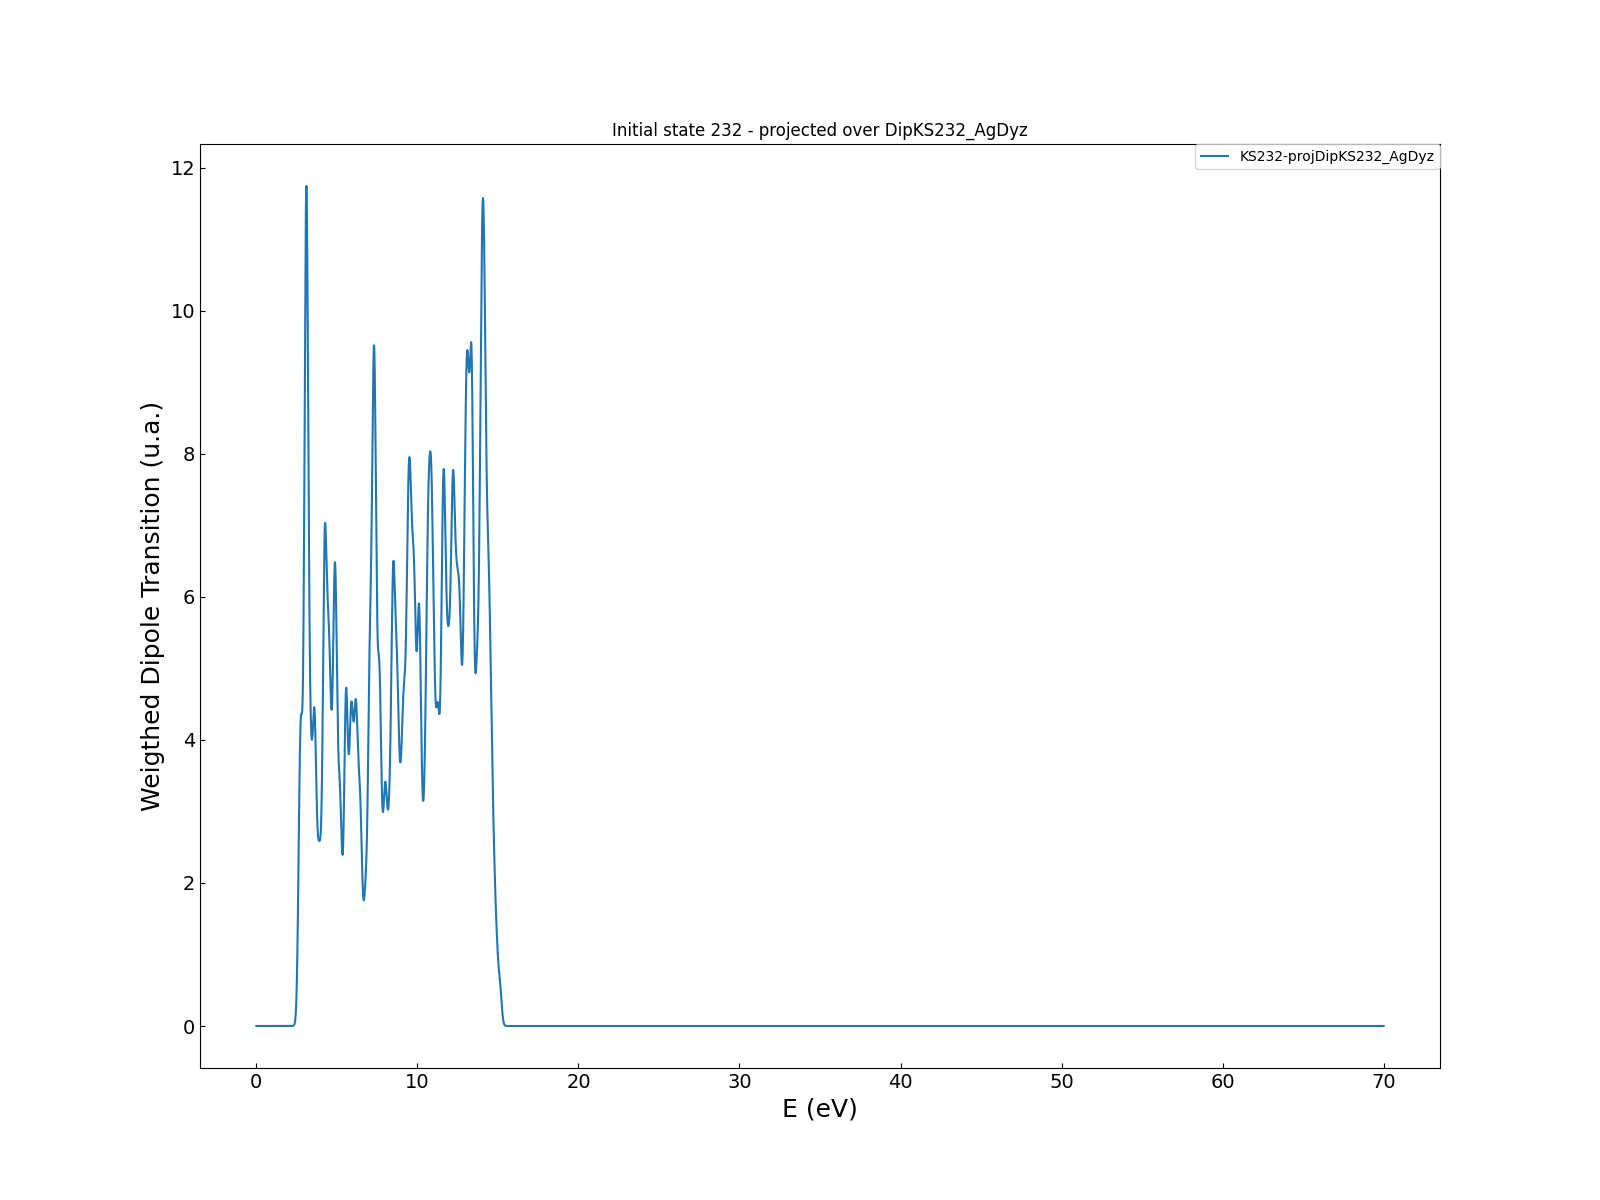 Initial state 232 - projected over DipKS232_AgDyz
KS232-projDipKS232_AgDyz
12
10
8
6
4
2
0
Weigthed Dipole Transition (u.a.)
0 10 20 30 40 50 60 70
E (eV)